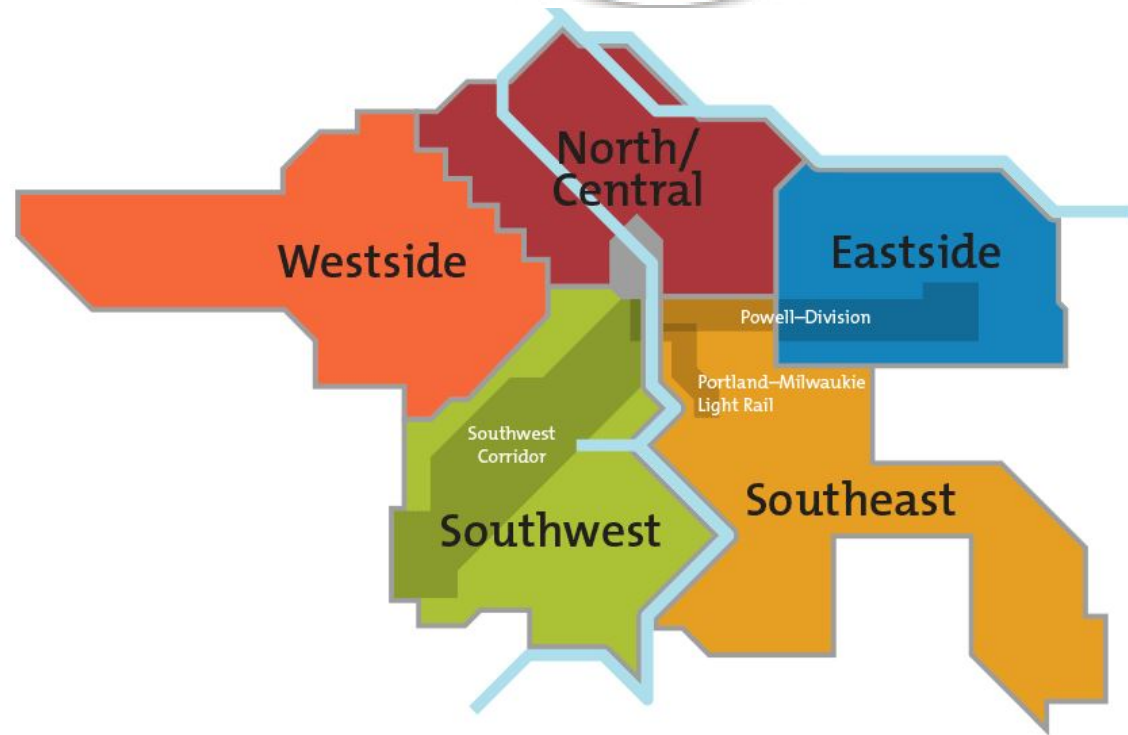 North/
Central
Westside
Eastside
Powell–Division
Portland–Milwaukie
Light Rail
Southwest
Corridor
Southeast
Southwest